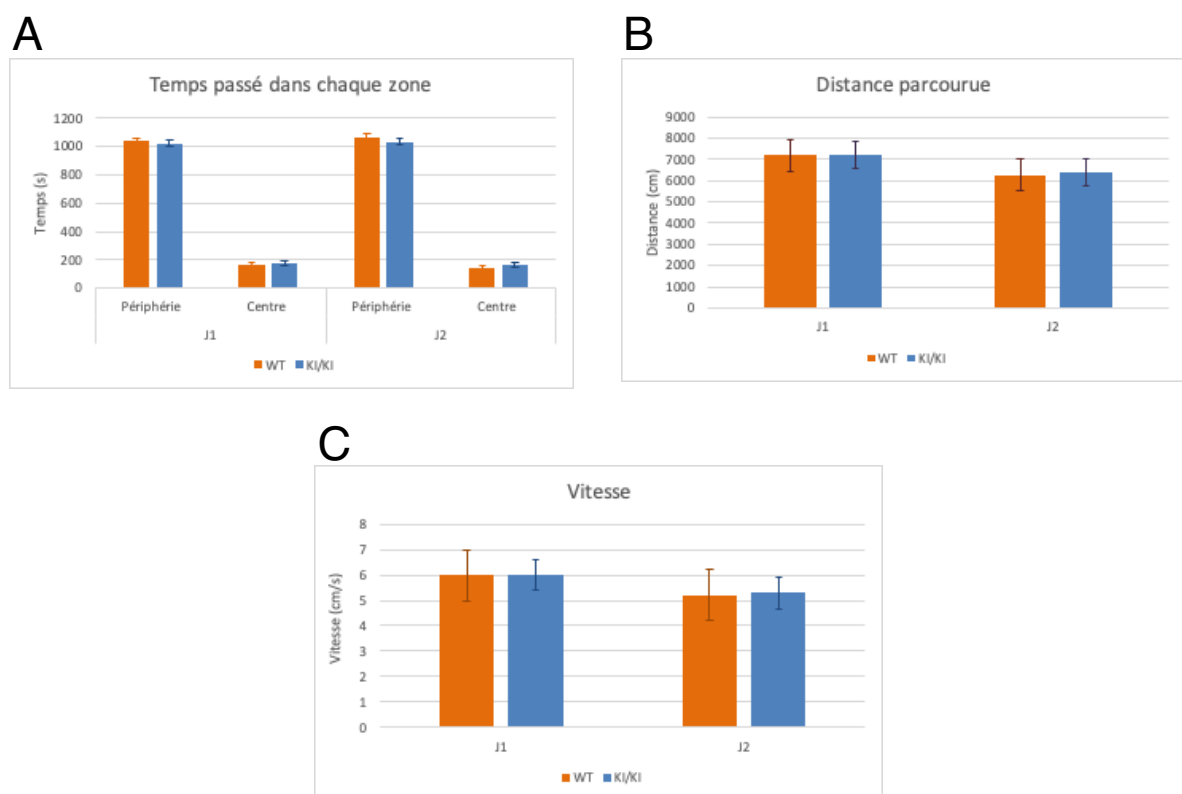 A
Temps passé dans chaque zone
Temps (s)
1200
1000
800
600
400
200
0
Périphérie Centre Périphérie Centre
J1 J2
WT KI/KI
B
Distance parcourue
Distance (cm)
9000
8000
7000
6000
5000
4000
3000
2000
1000
0
J1 J2
WT KI/KI
C
Vitesse
Vitesse (cm/s)
8
7
6
5
4
3
2
1
0
J1 J2
WT KI/KI